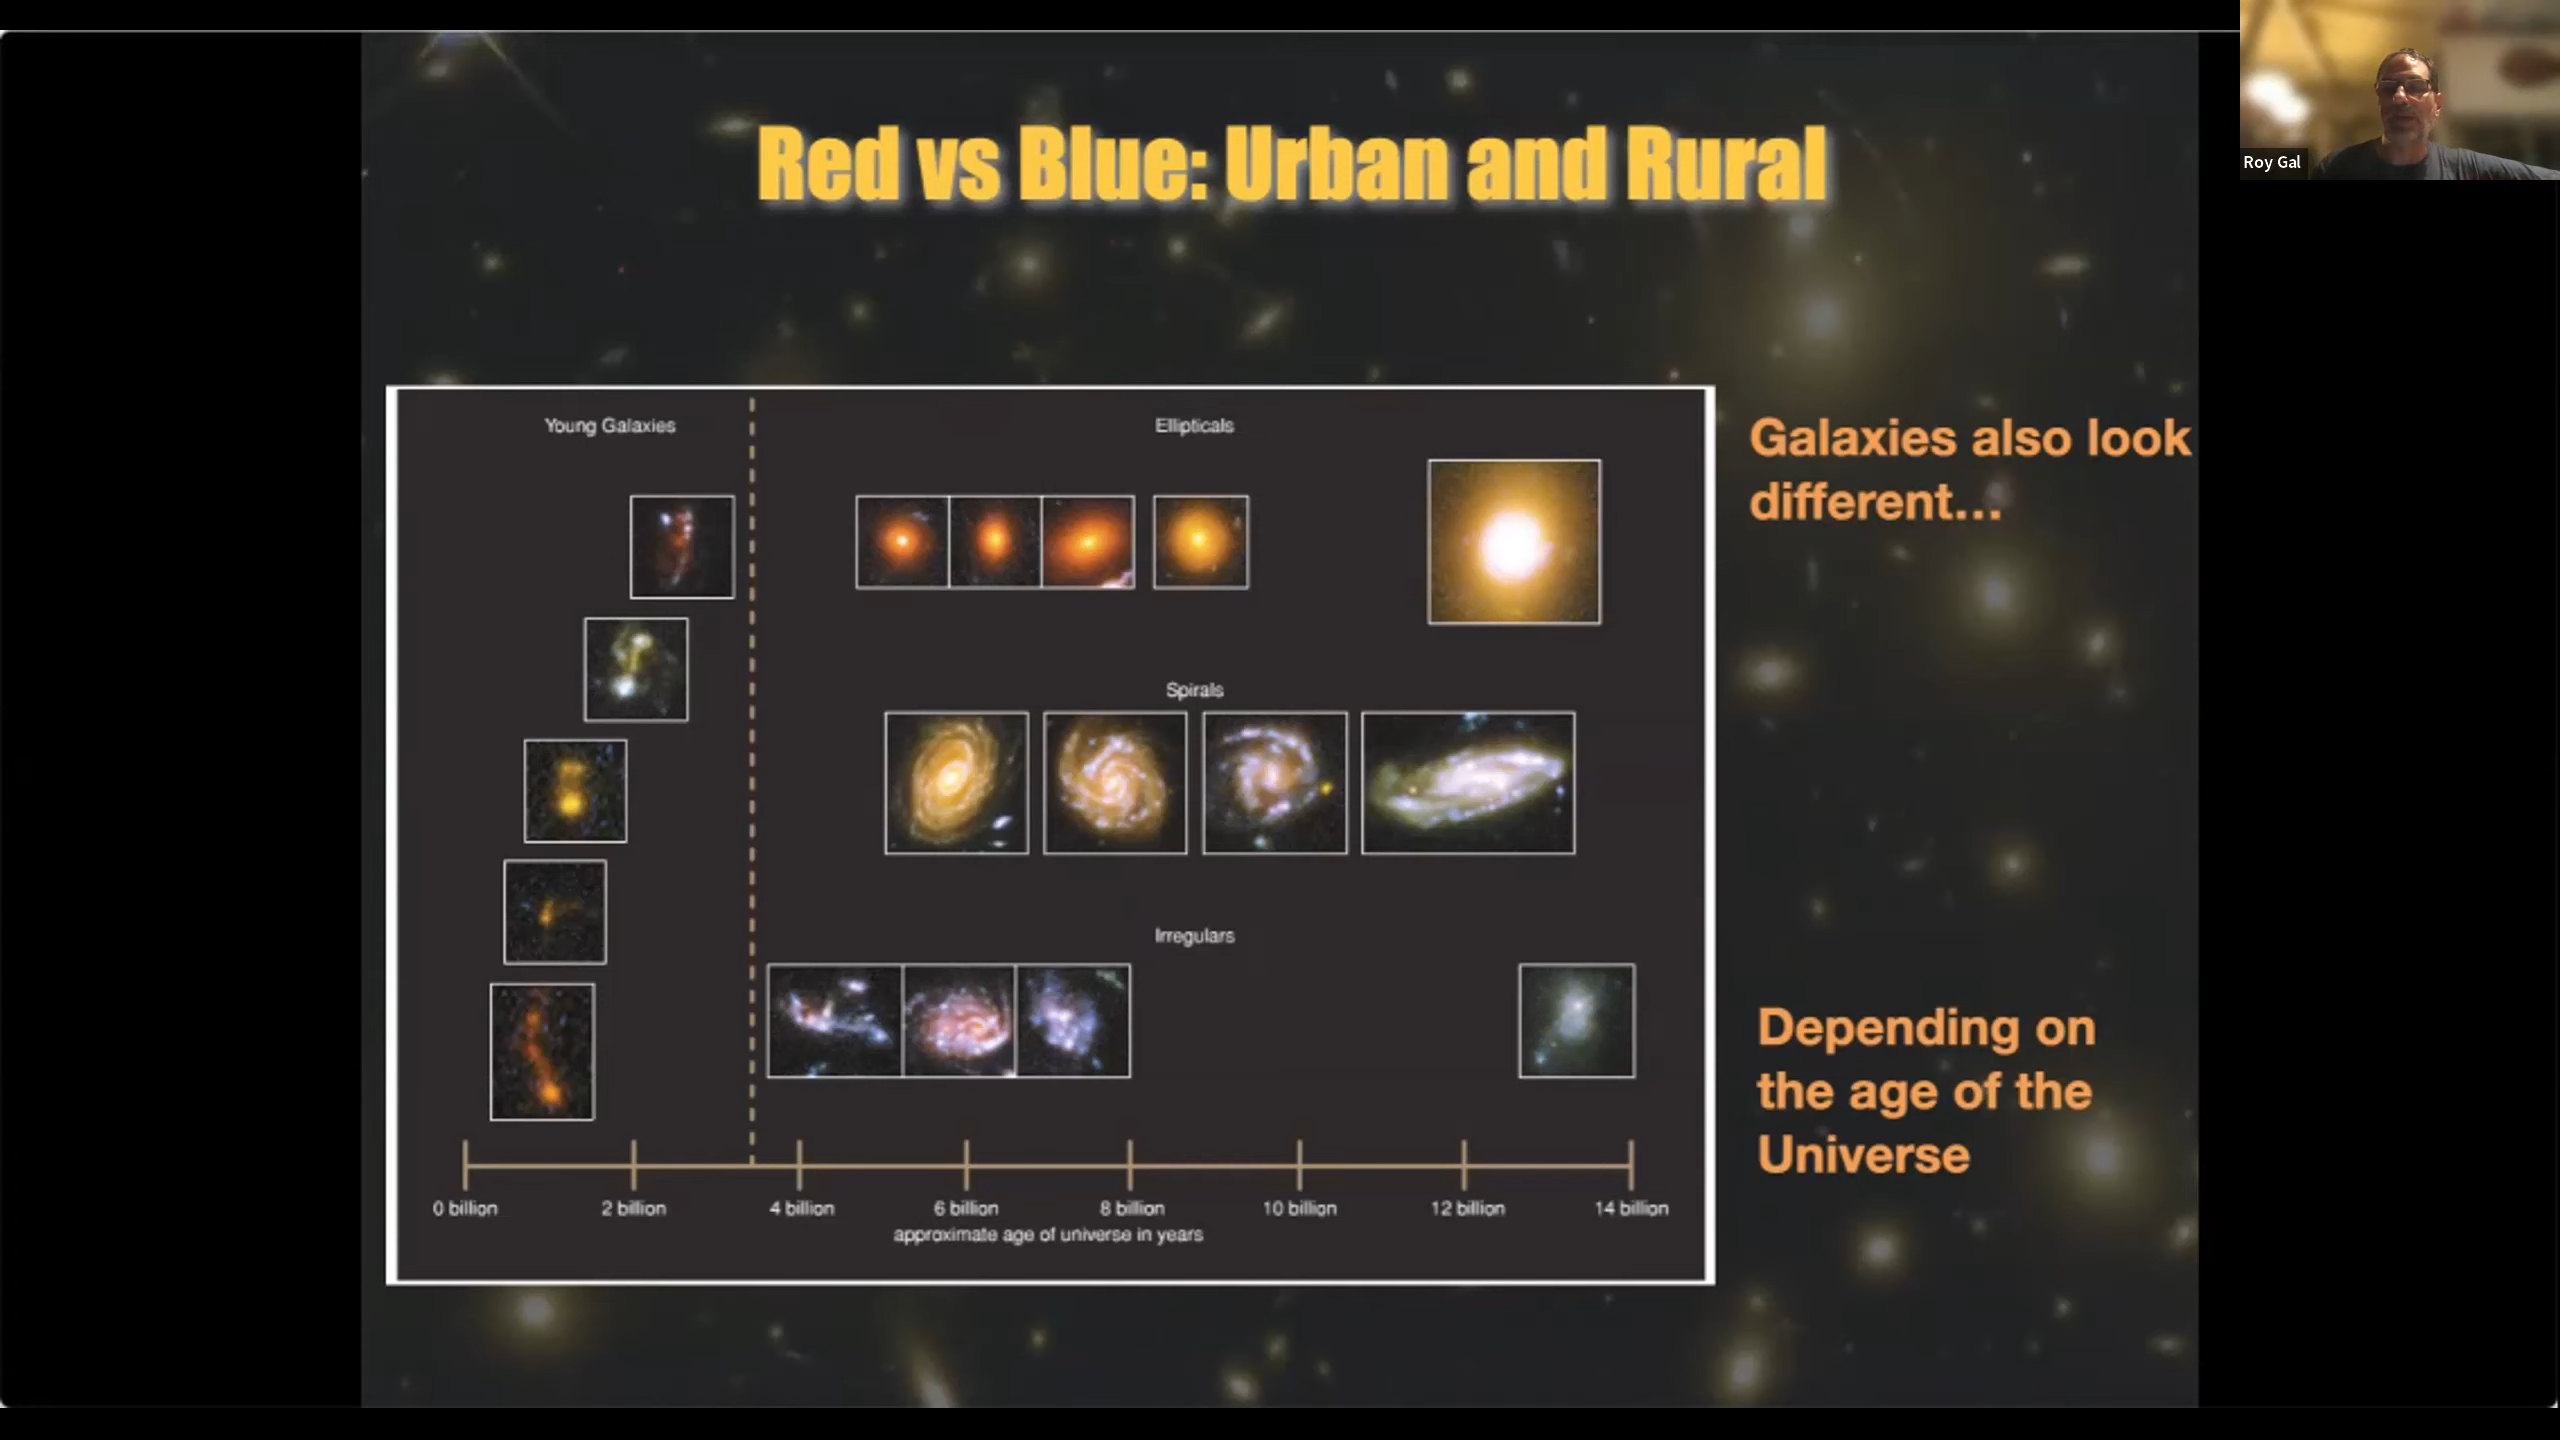 Red vs Blue: Urban and Rural
Roy Gal
Young Galaxies
Ellipticals
Galaxies also look
different...
Spirals
Irregulars
Depending on
the age of the
Universe
0 billion
2 billion
4 billion
6 billion
8 billion
10 billion
12 billion
14 billion
approximate age of universe in years